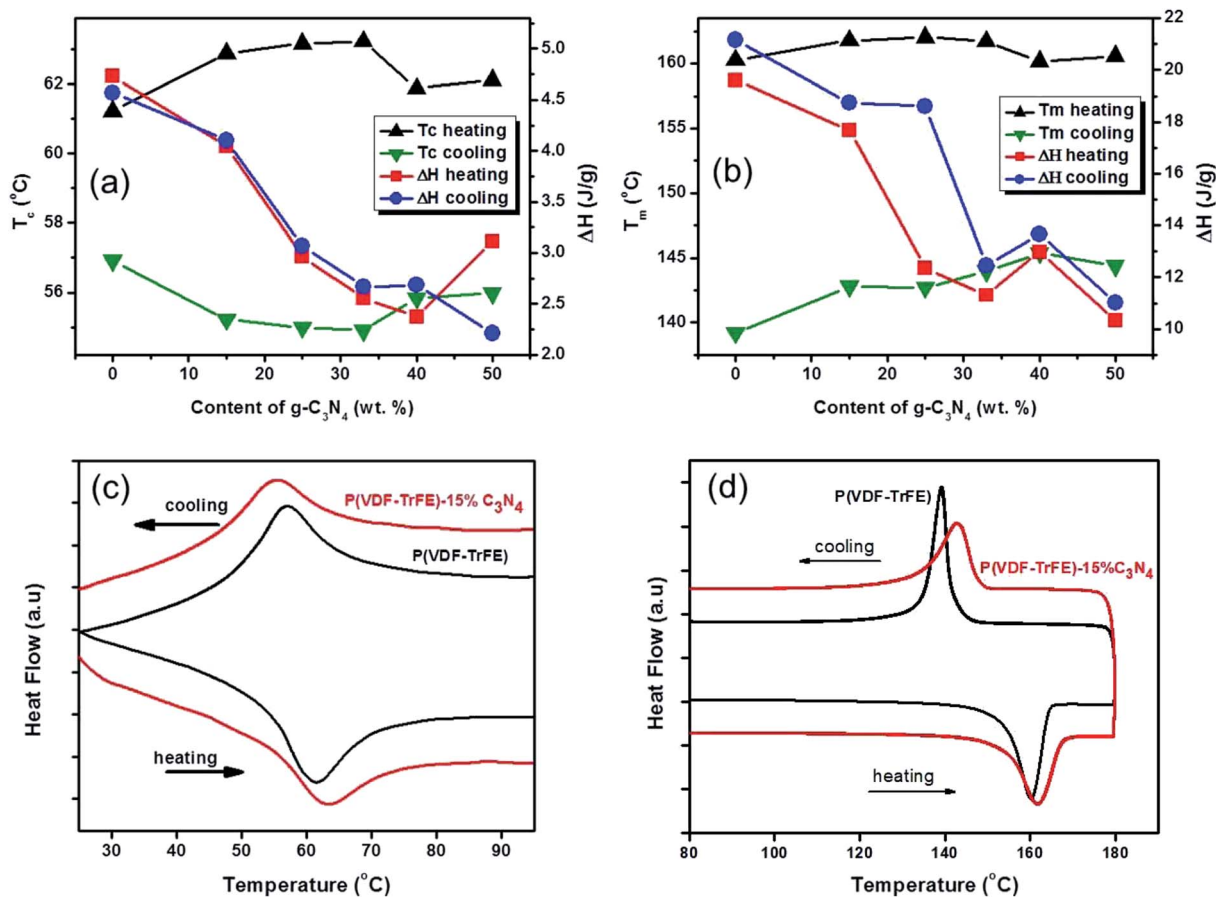 (a)
T_c (°C)
62
60
58
56
5.0
4.5
4.0
3.5
3.0
2.5
2.0
ΔH (J/g)
Tc heating
Tc cooling
ΔH heating
ΔH cooling
0 10 20 30 40 50
Content of g-C₃N₄ (wt. %)
(b)
T_m (°C)
160
155
150
145
140
22
20
18
16
14
12
10
ΔH (J/g)
Tm heating
Tm cooling
ΔH heating
ΔH cooling
0 10 20 30 40 50
Content of g-C₃N₄ (wt. %)
(c)
Heat Flow (a.u)
cooling
P(VDF-TrFE)-15% C₃N₄
P(VDF-TrFE)
heating
30 40 50 60 70 80 90
Temperature (°C)
(d)
Heat Flow (a.u)
P(VDF-TrFE)
cooling
P(VDF-TrFE)-15%C₃N₄
heating
80 100 120 140 160 180
Temperature (°C)